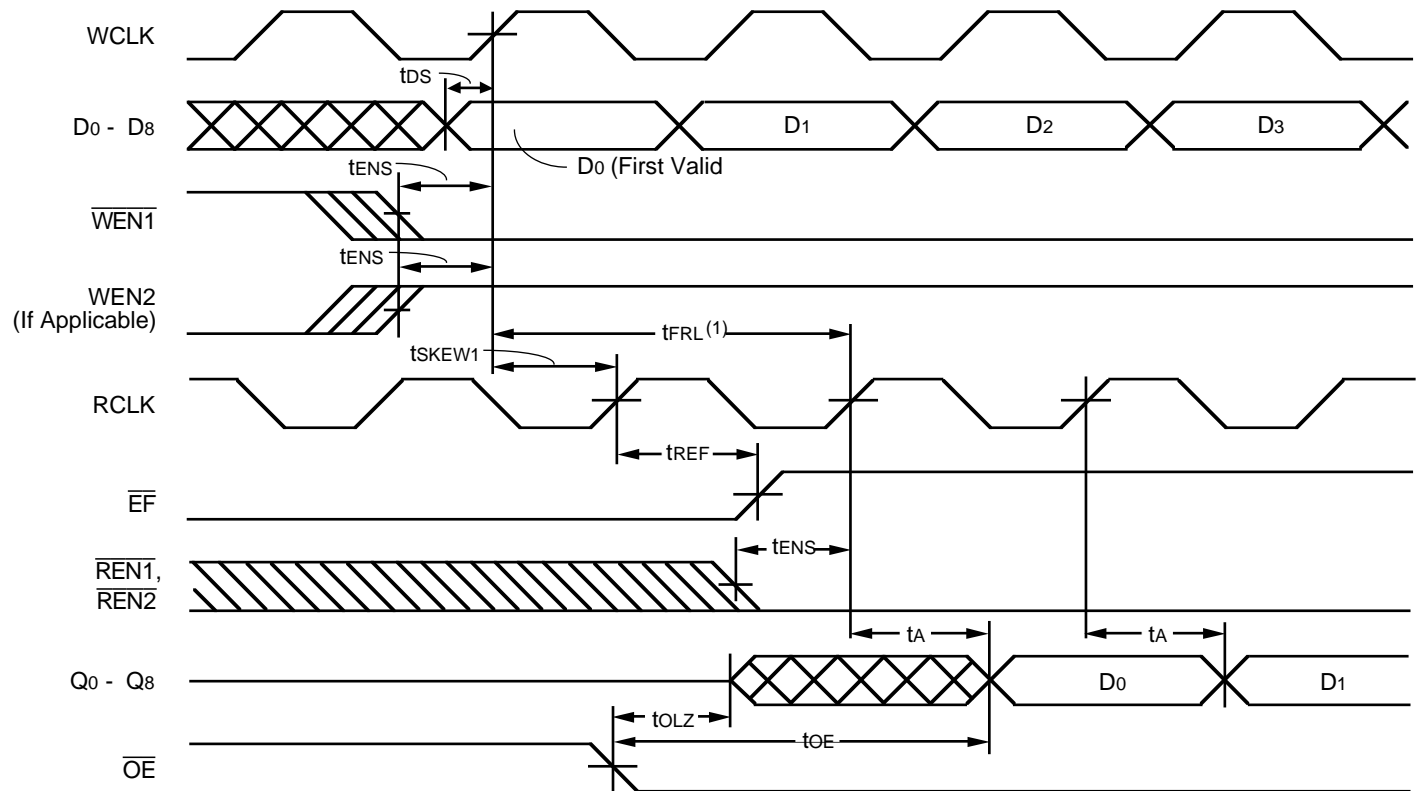 WCLK
tDS
D0 - D8
D1
D2
D3
tENS
D0 (First Valid
WEN1
tENS
WEN2
(If Applicable)
tFRL(1)
tSKEW1
RCLK
tREF
EF
tENS
REN1,
REN2
tA
tA
Q0 - Q8
D0
D1
tOLZ
tOE
OE